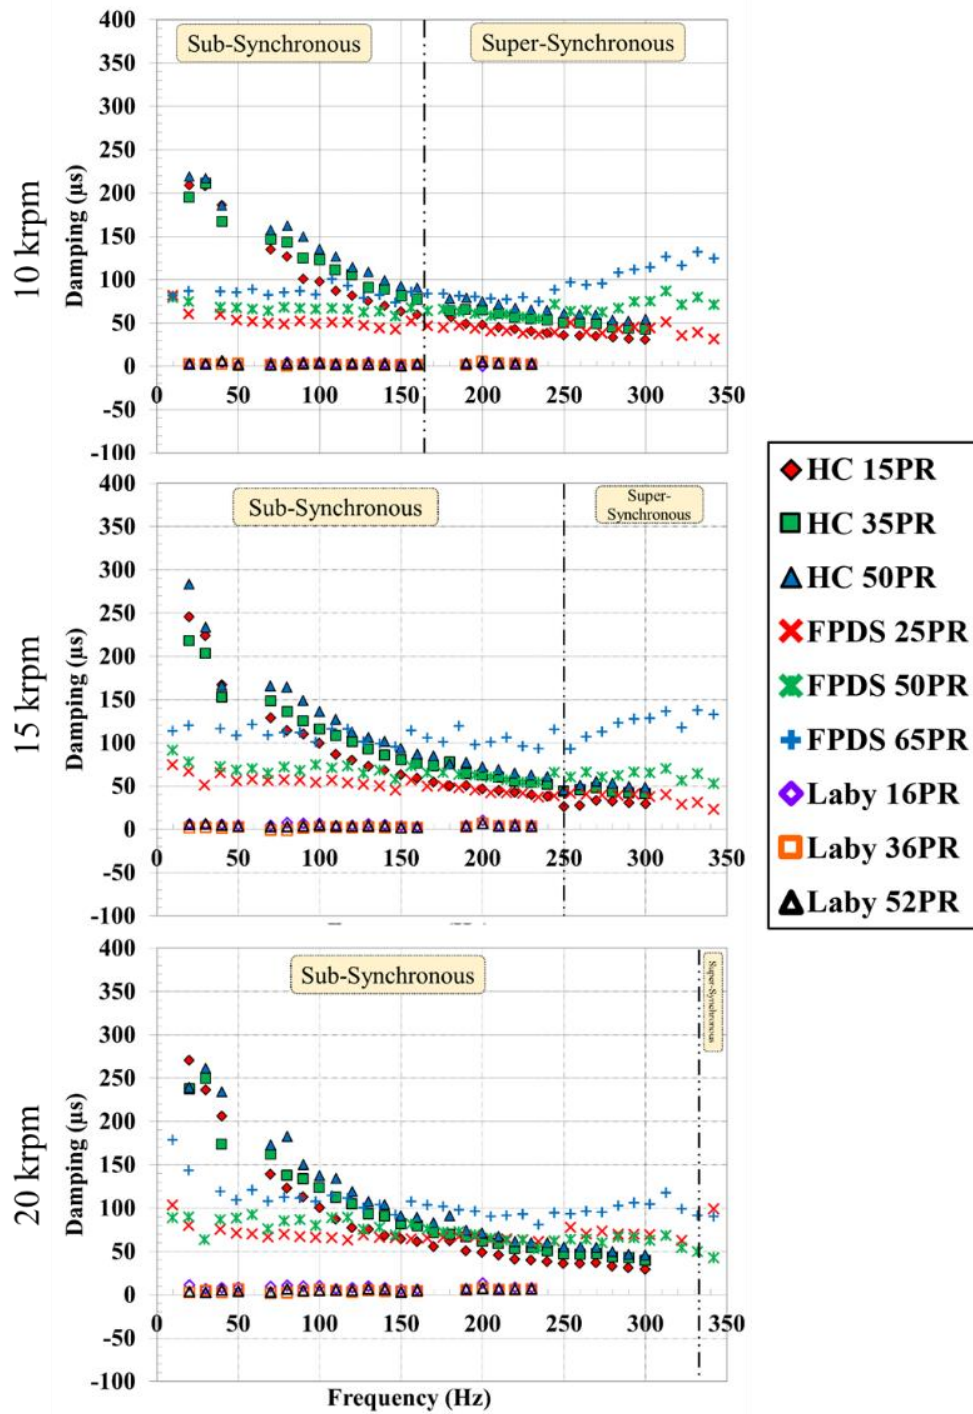 10 krpm
Damping (μs)
400
350
300
250
200
150
100
50
0
-50
-100
0 50 100 150 200 250 300 350
Sub-Synchronous
Super-Synchronous
15 krpm
Damping (μs)
400
350
300
250
200
150
100
50
0
-50
-100
0 50 100 150 200 250 300 350
Sub-Synchronous
Super-
Synchronous
20 krpm
Damping (μs)
400
350
300
250
200
150
100
50
0
-50
-100
0 50 100 150 200 250 300 350
Sub-Synchronous
Super-Synchronous
Frequency (Hz)
HC 15PR
HC 35PR
HC 50PR
FPDS 25PR
FPDS 50PR
FPDS 65PR
Laby 16PR
Laby 36PR
Laby 52PR